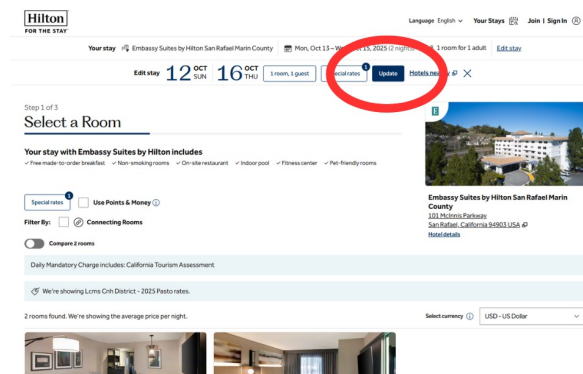 Hilton
FOR THE STAY
Language English Your Stays Join | Sign In
Your stay Embassy Suites by Hilton San Rafael Marin County Mon, Oct 13 – W 15, 2025 (2 nights) 1 room for 1 adult Edit stay
Edit stay 12 OCT SUN 16 OCT THU 1 room, 1 guest Special rates 1 Update Hotels nearby
Step 1 of 3
Select a Room
Your stay with Embassy Suites by Hilton includes
Free made-to-order breakfast Non-smoking rooms On-site restaurant Indoor pool Fitness center Pet-friendly rooms
E
Special rates 1 Use Points & Money
Filter By: Connecting Rooms
Compare 2 rooms
Embassy Suites by Hilton San Rafael Marin
County
101 McInnis Parkway
San Rafael, California 94903 USA
Hotel details
Daily Mandatory Charge includes: California Tourism Assessment
We're showing Lcms Cnh District - 2025 Pasto rates.
2 rooms found. We're showing the average price per night.
Select currency USD - US Dollar